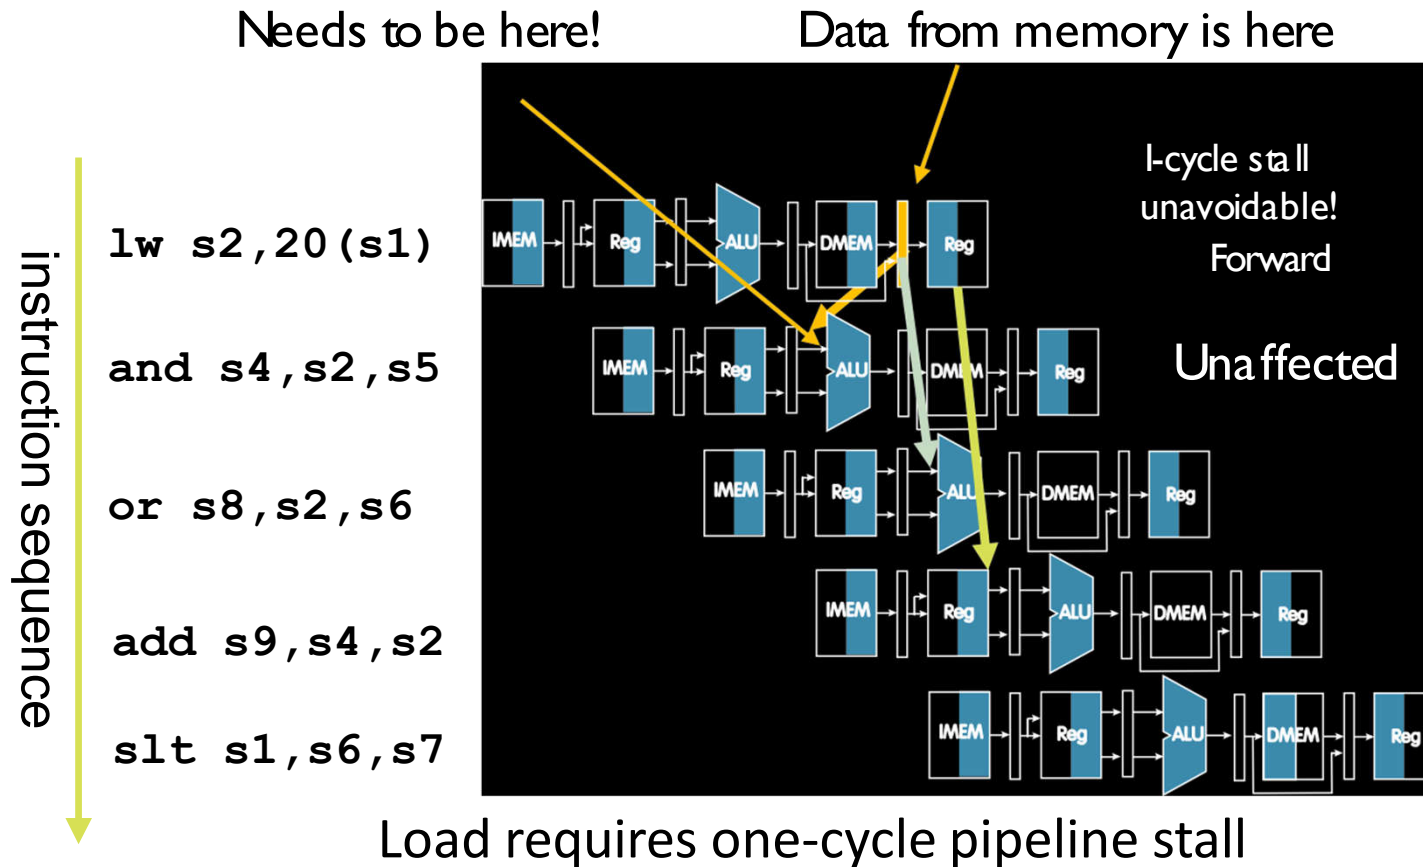 Needs to be here!
Data from memory is here
1-cycle stall
unavoidable!
Forward
instruction sequence
lw s2,20(s1)
IMEM Reg ALU DMEM Reg
and s4,s2,s5
IMEM Reg ALU DMEM Reg
Unaffected
or s8,s2,s6
IMEM Reg ALU DMEM Reg
add s9,s4,s2
IMEM Reg ALU DMEM Reg
slt s1,s6,s7
IMEM Reg ALU DMEM Reg
Load requires one-cycle pipeline stall